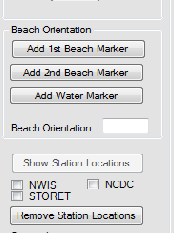 Beach Orientation
Add 1st Beach Marker
Add 2nd Beach Marker
Add Water Marker
Beach Orientation
Show Station Locations
NWIS NCDC
STORET
Remove Station Locations